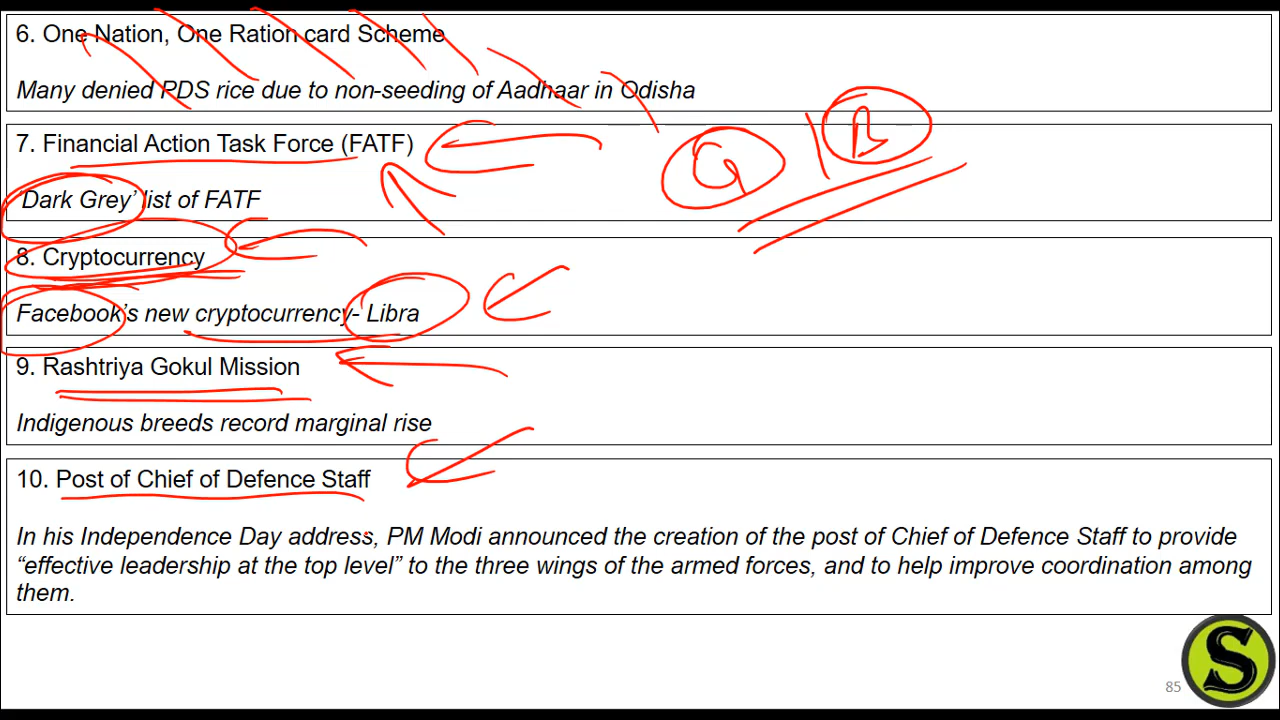 6. One Nation, One Ration card Scheme
Many denied PDS rice due to non-seeding of Aadhaar in Odisha
7. Financial Action Task Force (FATF)
'Dark Grey' list of FATF
Q B
8. Cryptocurrency
Facebook's new cryptocurrency- Libra
9. Rashtriya Gokul Mission
Indigenous breeds record marginal rise
10. Post of Chief of Defence Staff
In his Independence Day address, PM Modi announced the creation of the post of Chief of Defence Staff to provide
“effective leadership at the top level” to the three wings of the armed forces, and to help improve coordination among
them.
S
85